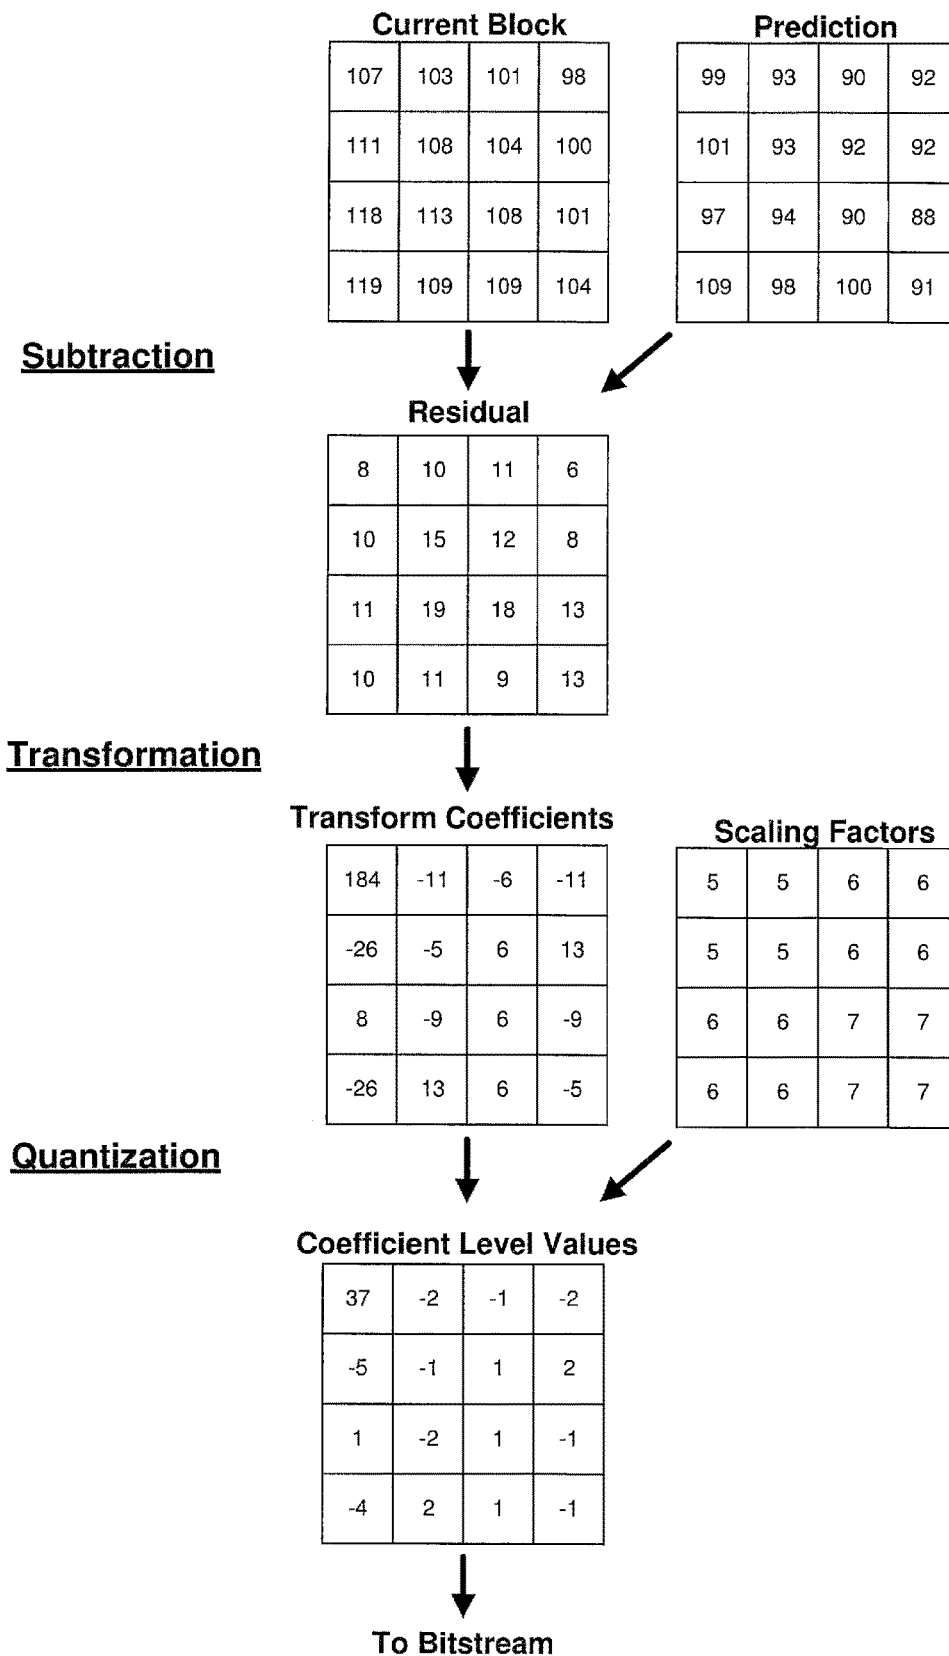 Current Block
Prediction
107 103 101 98
99 93 90 92
111 108 104 100
101 93 92 92
118 113 108 101
97 94 90 88
119 109 109 104
109 98 100 91
Subtraction
Residual
8 10 11 6
10 15 12 8
11 19 18 13
10 11 9 13
Transformation
Transform Coefficients
Scaling Factors
184 -11 -6 -11
5 5 6 6
-26 -5 6 13
5 5 6 6
8 -9 6 -9
6 6 7 7
-26 13 6 -5
6 6 7 7
Quantization
Coefficient Level Values
37 -2 -1 -2
-5 -1 1 2
1 -2 1 -1
-4 2 1 -1
To Bitstream